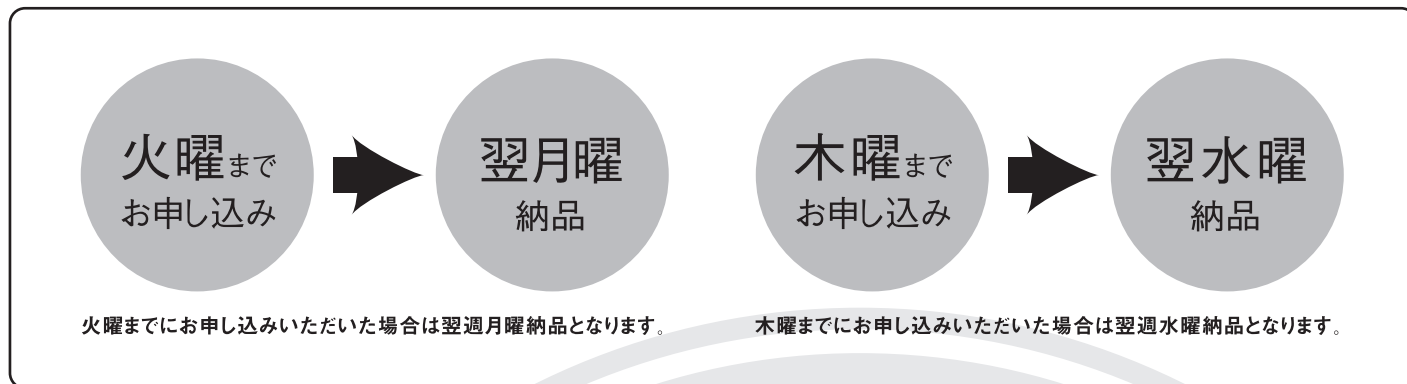 火曜まで
お申し込み
翌月曜
納品
木曜まで
お申し込み
翌水曜
納品
火曜までにお申し込みいただいた場合は翌週月曜納品となります。
木曜までにお申し込みいただいた場合は翌週水曜納品となります。